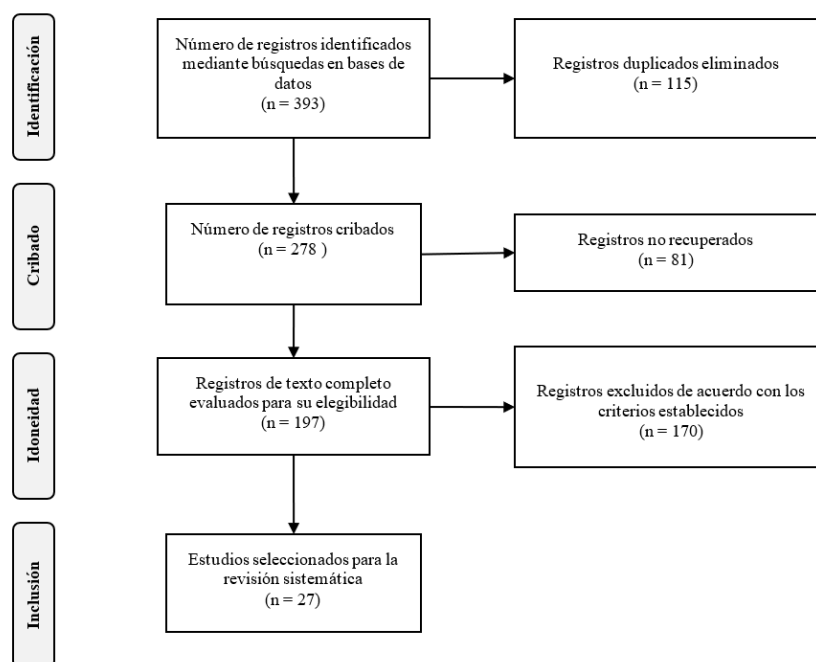 Identificación
Número de registros identificados
mediante búsquedas en bases de
datos
(n = 393)
Registros duplicados eliminados
(n = 115)
Cribado
Número de registros cribados
(n = 278 )
Registros no recuperados
(n = 81)
Idoneidad
Registros de texto completo
evaluados para su elegibilidad
(n = 197)
Registros excluidos de acuerdo con los
criterios establecidos
(n = 170)
Inclusión
Estudios seleccionados para la
revisión sistemática
(n = 27)